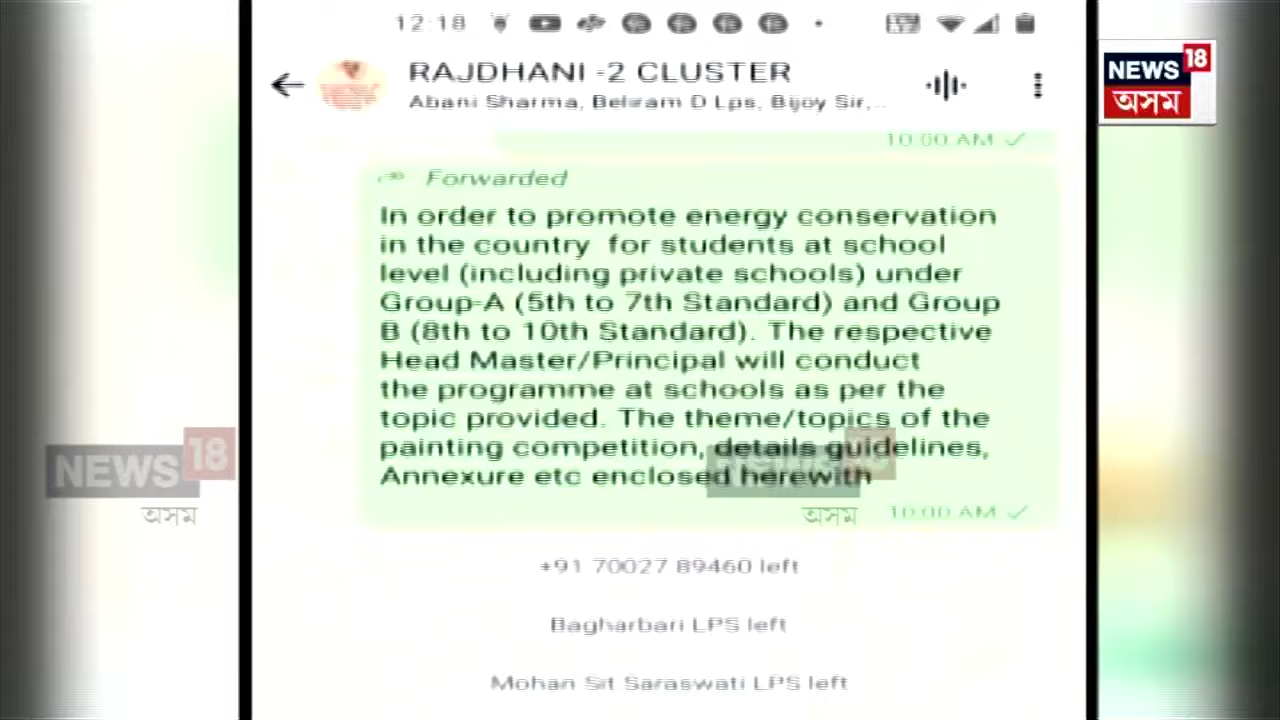 12:18
RAJDHANI -2 CLUSTER
Abani Sharma, Beliram D Lps, Bijoy Sir,..
NEWS 18
অসম
10:00 AM
Forwarded
In order to promote energy conservation
in the country for students at school
level (including private schools) under
Group-A (5th to 7th Standard) and Group
B (8th to 10th Standard). The respective
Head Master/Principal will conduct
the programme at schools as per the
topic provided. The theme/topics of the
painting competition, details guidelines,
Annexure etc enclosed herewith
10:00 AM
NEWS 18
অসম
NEWS 18
অসম
+91 70027 89460 left
Bagharbari LPS left
Mohan Sit Saraswati LPS left